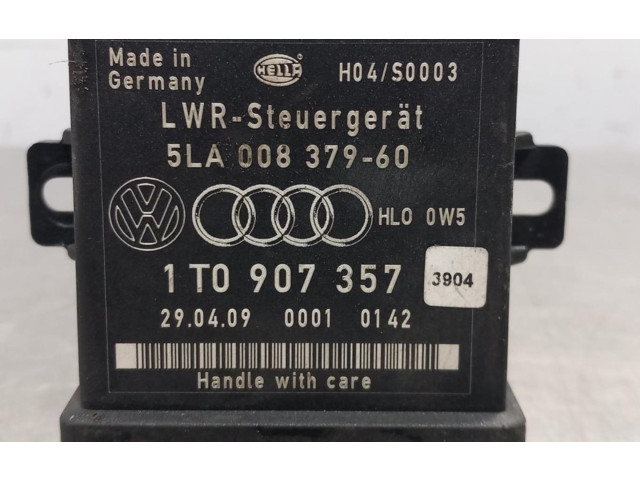 Made in
Germany
HELLA
H04/S0003
LWR-Steuergerät
5LA 008 379-60
HLO 0W5
1T0 907 357
3904
29.04.09 0001 0142
Handle with care